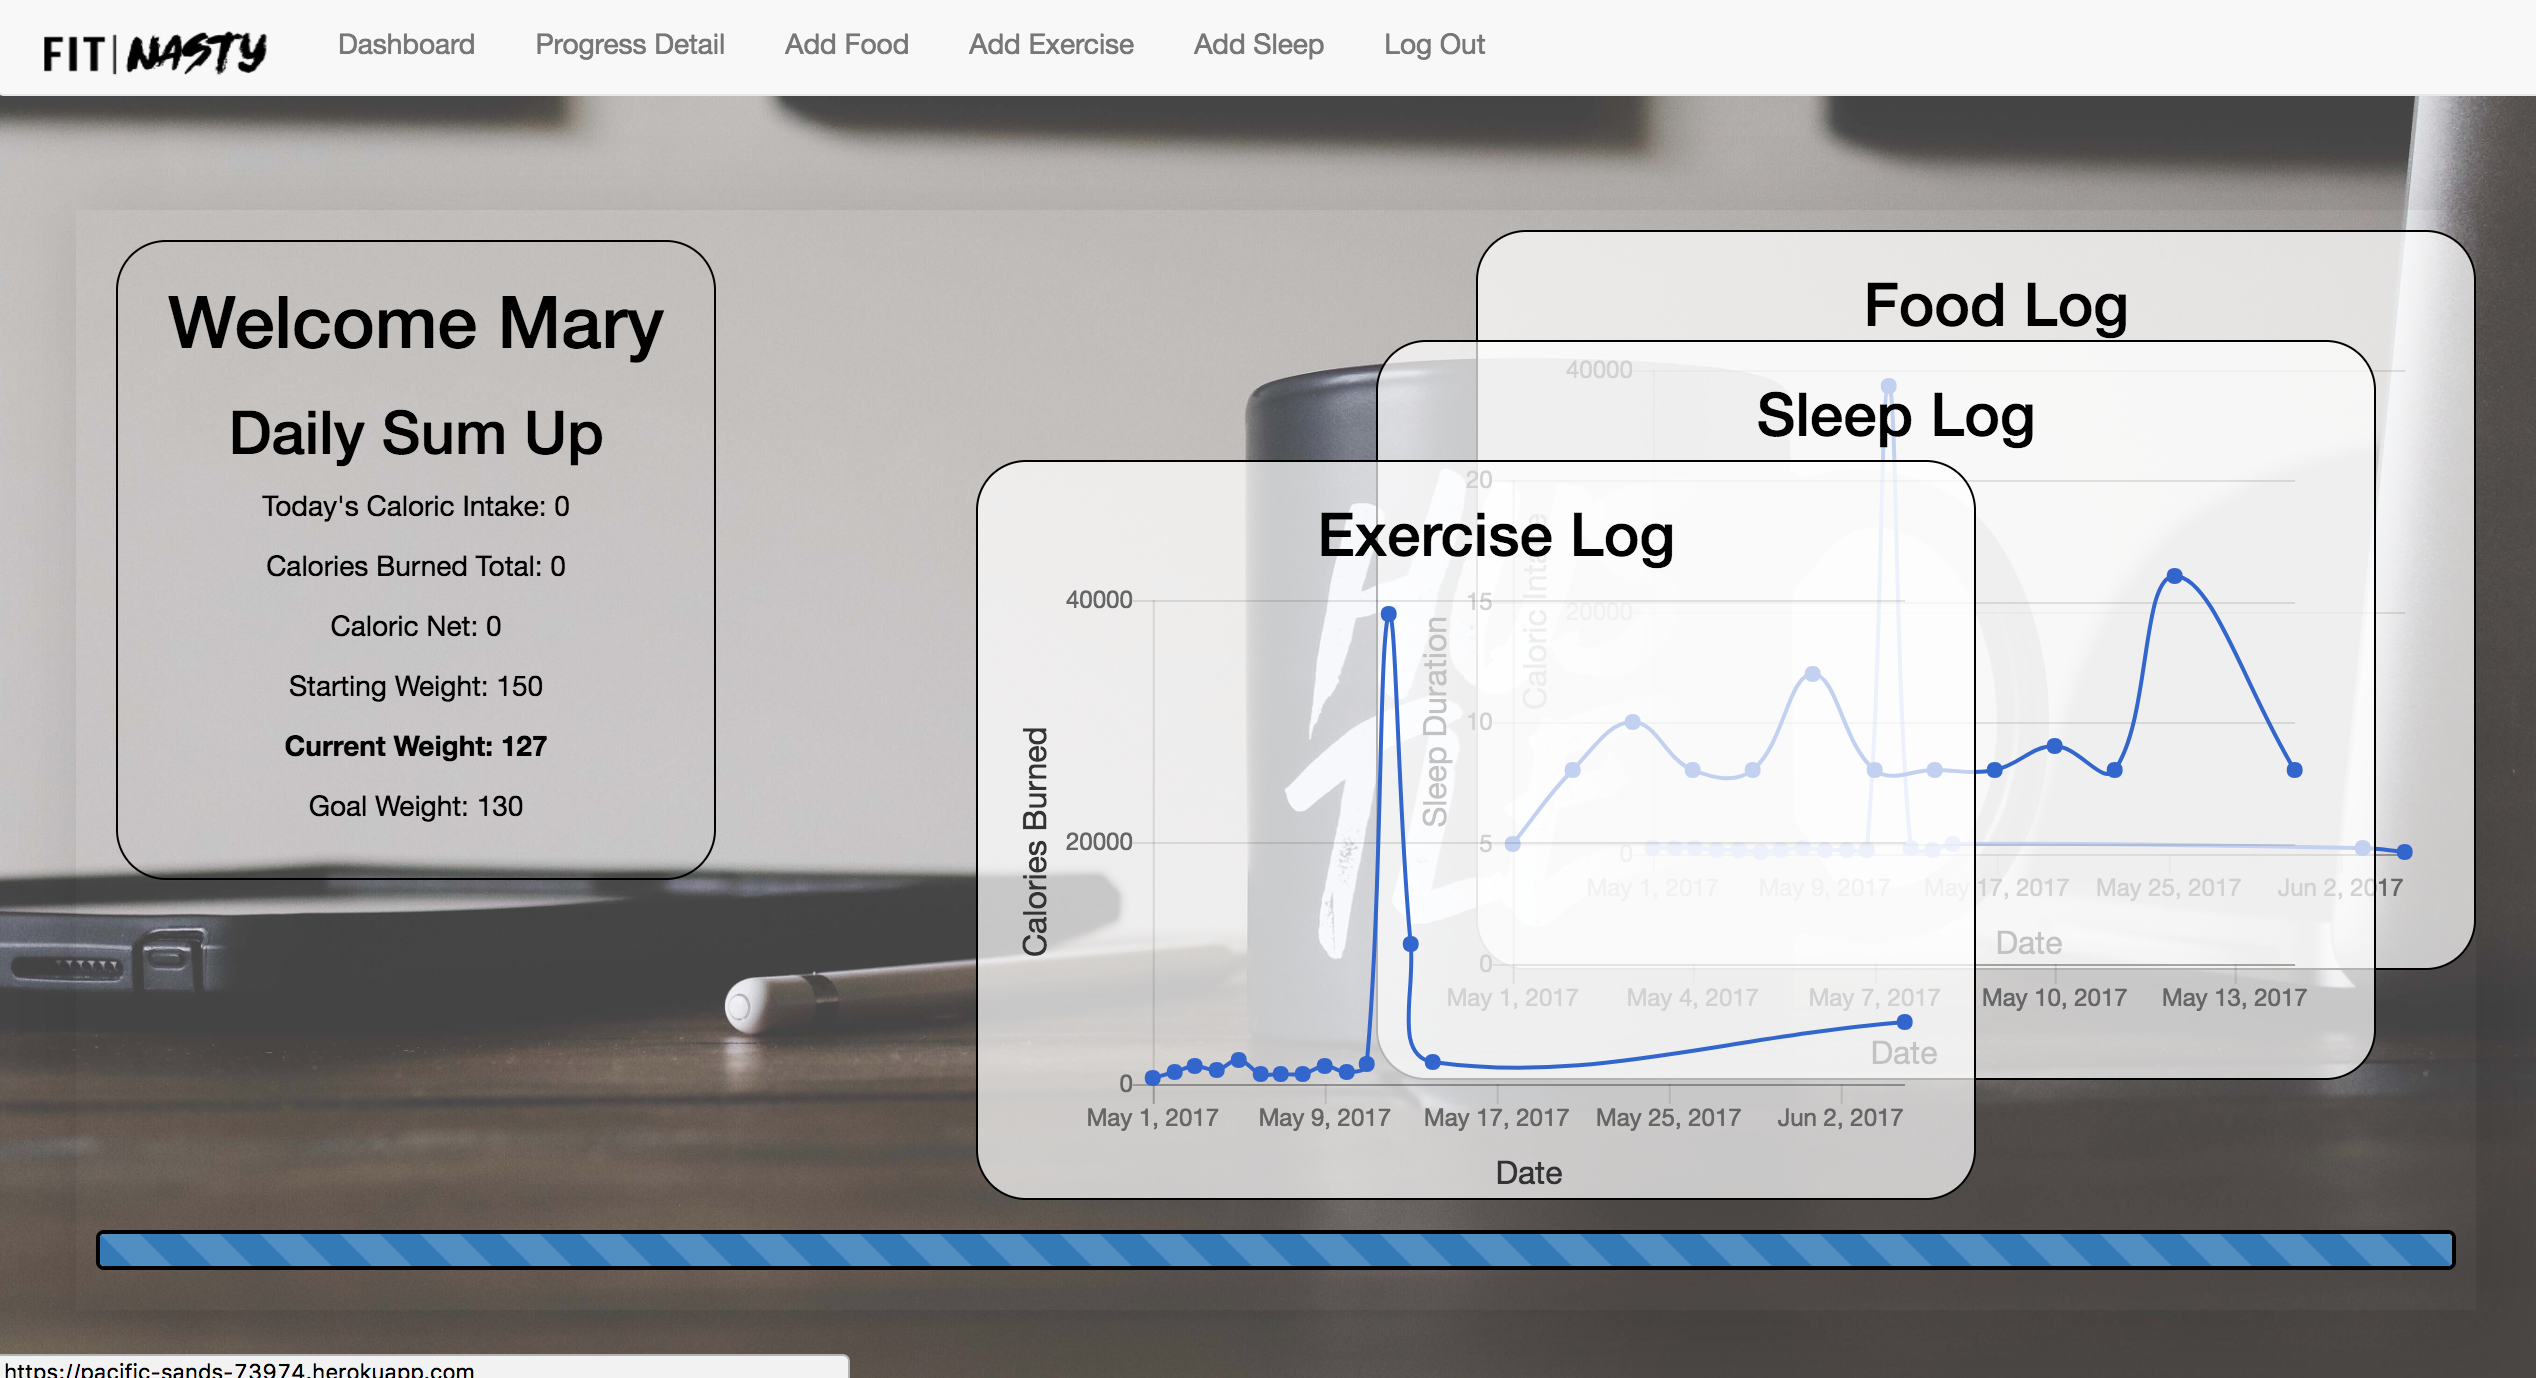 FIT|NASTY
Dashboard
Progress Detail
Add Food
Add Exercise
Add Sleep
Log Out
Welcome Mary
Daily Sum Up
Today's Caloric Intake: 0
Calories Burned Total: 0
Caloric Net: 0
Starting Weight: 150
Current Weight: 127
Goal Weight: 130
Food Log
40000
20000
0
Caloric Intake
May 1, 2017
May 9, 2017
May 17, 2017
May 25, 2017
Jun 2, 2017
Date
Sleep Log
20
15
10
5
0
Sleep Duration
May 1, 2017
May 4, 2017
May 7, 2017
May 10, 2017
May 13, 2017
Date
Exercise Log
40000
20000
0
Calories Burned
May 1, 2017
May 9, 2017
May 17, 2017
May 25, 2017
Jun 2, 2017
Date
https://pacific-sands-73974.herokuapp.com